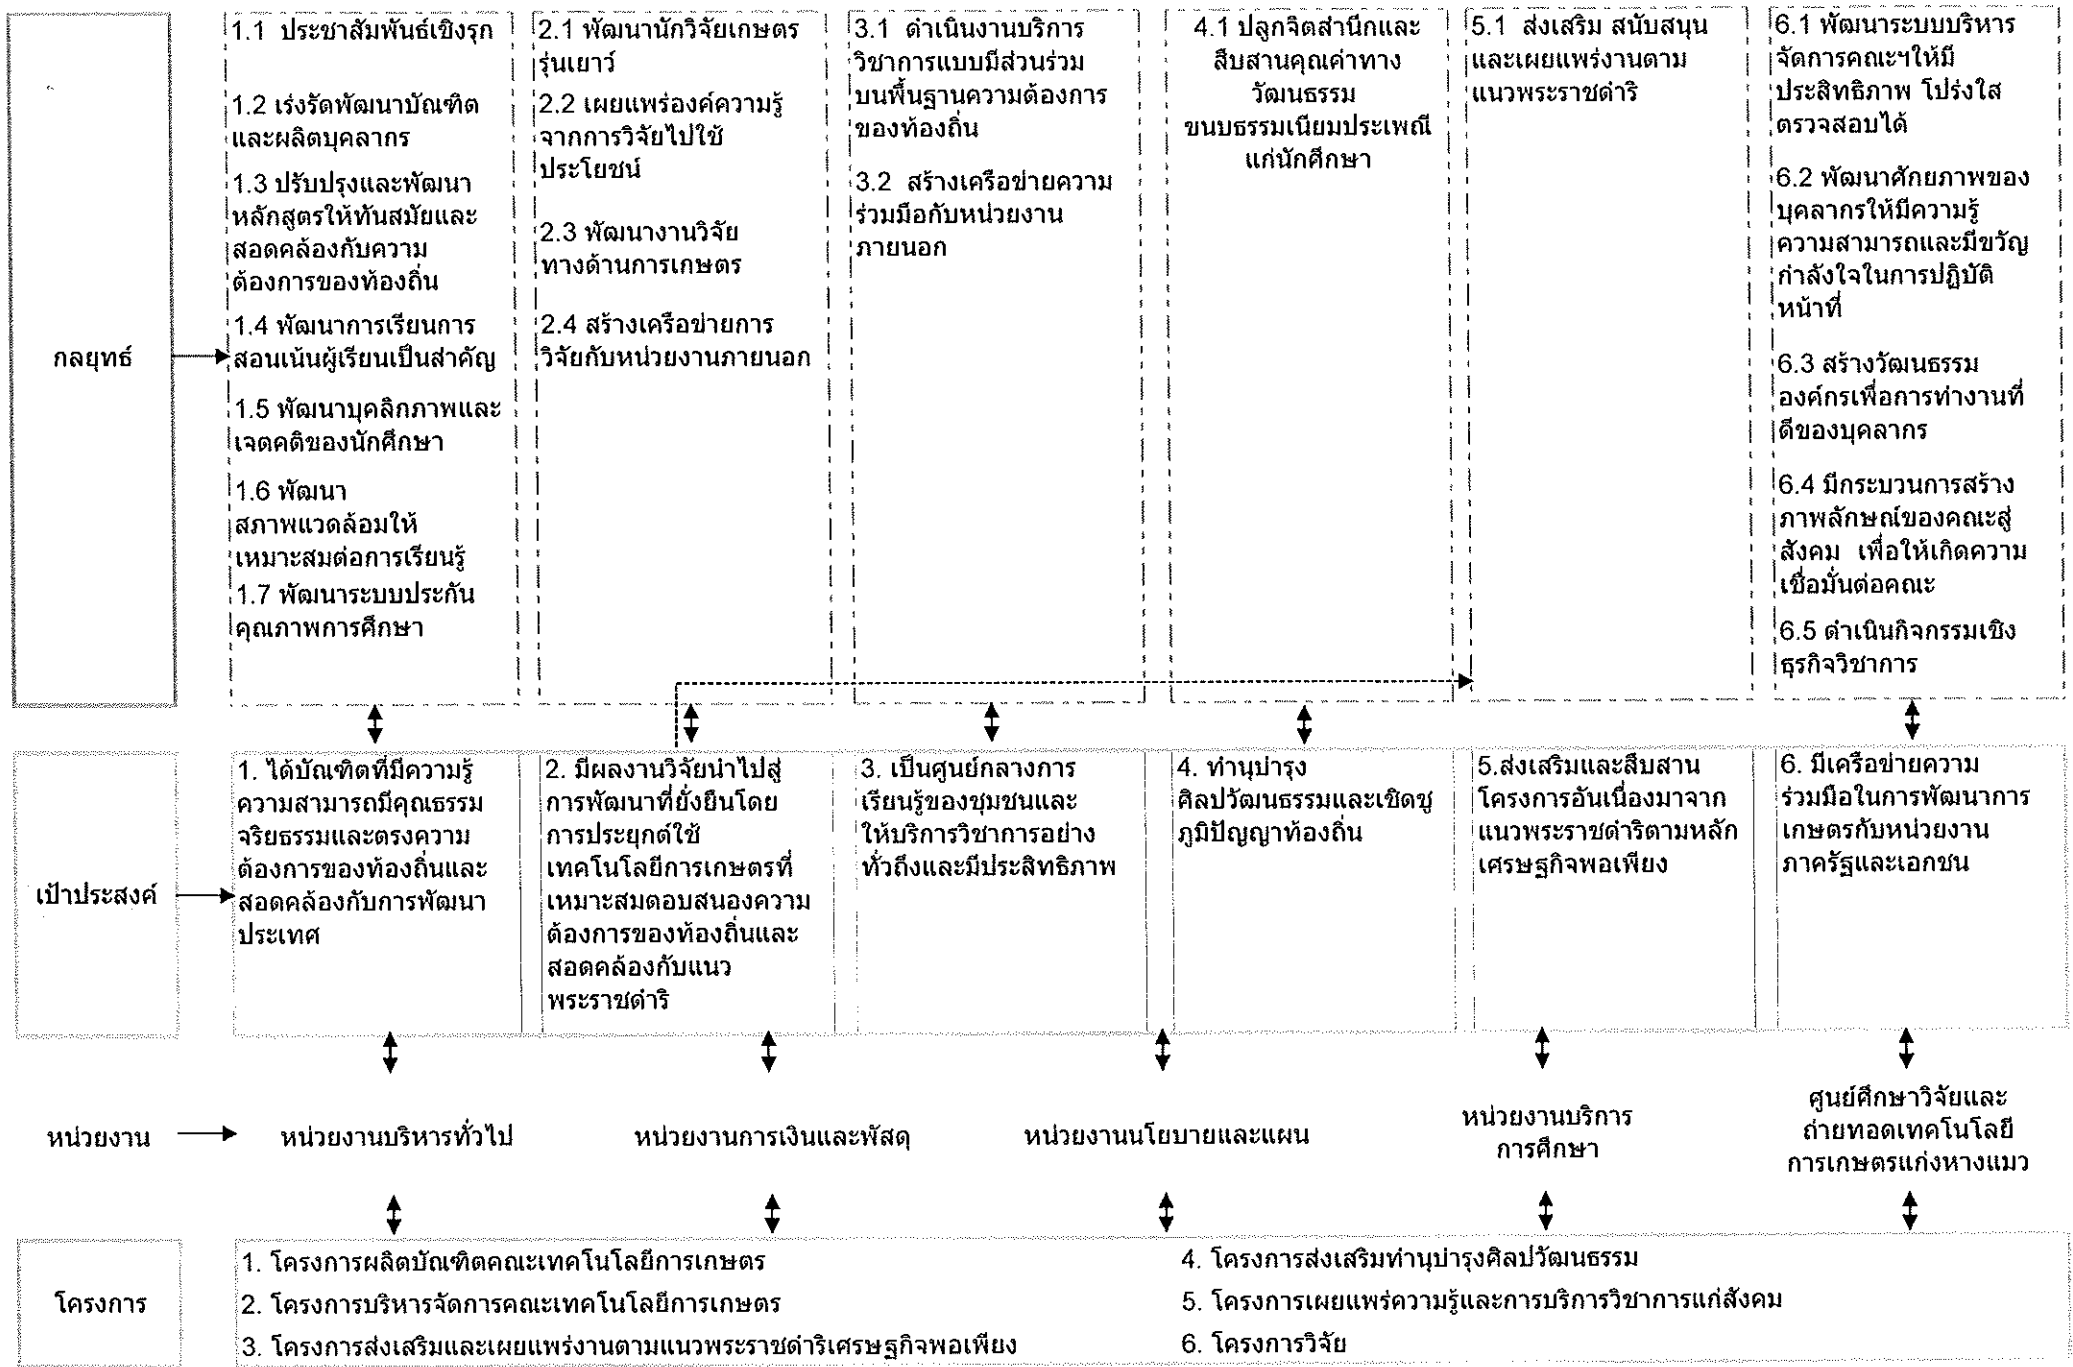 กลยุทธ์
1.1 ประชาสัมพันธ์เชิงรุก
1.2 เร่งรัดพัฒนาบัณฑิต
และผลิตบุคลากร
1.3 ปรับปรุงและพัฒนา
หลักสูตรให้ทันสมัยและ
สอดคล้องกับความ
ต้องการของท้องถิ่น
1.4 พัฒนาการเรียนการ
สอนเน้นผู้เรียนเป็นสำคัญ
1.5 พัฒนาบุคลิกภาพและ
เจตคติของนักศึกษา
1.6 พัฒนา
สภาพแวดล้อมให้
เหมาะสมต่อการเรียนรู้
1.7 พัฒนาระบบประกัน
คุณภาพการศึกษา
2.1 พัฒนานักวิจัยเกษตร
รุ่นเยาว์
2.2 เผยแพร่องค์ความรู้
จากการวิจัยไปใช้
ประโยชน์
2.3 พัฒนางานวิจัย
ทางด้านการเกษตร
2.4 สร้างเครือข่ายการ
วิจัยกับหน่วยงานภายนอก
3.1 ดำเนินงานบริการ
วิชาการแบบมีส่วนร่วม
บนพื้นฐานความต้องการ
ของท้องถิ่น
3.2 สร้างเครือข่ายความ
ร่วมมือกับหน่วยงาน
ภายนอก
4.1 ปลูกจิตสำนึกและ
สืบสานคุณค่าทาง
วัฒนธรรม
ขนบธรรมเนียมประเพณี
แก่นักศึกษา
5.1 ส่งเสริม สนับสนุน
และเผยแพร่งานตาม
แนวพระราชดำริ
6.1 พัฒนาระบบบริหาร
จัดการคณะฯให้มี
ประสิทธิภาพ โปร่งใส
ตรวจสอบได้
6.2 พัฒนาศักยภาพของ
บุคลากรให้มีความรู้
ความสามารถและมีขวัญ
กำลังใจในการปฏิบัติ
หน้าที่
6.3 สร้างวัฒนธรรม
องค์กรเพื่อการทำงานที่
ดีของบุคลากร
6.4 มีกระบวนการสร้าง
ภาพลักษณ์ของคณะสู่
สังคม เพื่อให้เกิดความ
เชื่อมั่นต่อคณะ
6.5 ดำเนินกิจกรรมเชิง
ธุรกิจวิชาการ
เป้าประสงค์
1. ได้บัณฑิตที่มีความรู้
ความสามารถมีคุณธรรม
จริยธรรมและตรงความ
ต้องการของท้องถิ่นและ
สอดคล้องกับการพัฒนา
ประเทศ
2. มีผลงานวิจัยนำไปสู่
การพัฒนาที่ยั่งยืนโดย
การประยุกต์ใช้
เทคโนโลยีการเกษตรที่
เหมาะสมตอบสนองความ
ต้องการของท้องถิ่นและ
สอดคล้องกับแนว
พระราชดำริ
3. เป็นศูนย์กลางการ
เรียนรู้ของชุมชนและ
ให้บริการวิชาการอย่าง
ทั่วถึงและมีประสิทธิภาพ
4. ทำนุบำรุง
ศิลปวัฒนธรรมและเชิดชู
ภูมิปัญญาท้องถิ่น
5.ส่งเสริมและสืบสาน
โครงการอันเนื่องมาจาก
แนวพระราชดำริตามหลัก
เศรษฐกิจพอเพียง
6. มีเครือข่ายความ
ร่วมมือในการพัฒนาการ
เกษตรกับหน่วยงาน
ภาครัฐและเอกชน
หน่วยงาน
หน่วยงานบริหารทั่วไป
หน่วยงานการเงินและพัสดุ
หน่วยงานนโยบายและแผน
หน่วยงานบริการ
การศึกษา
ศูนย์ศึกษาวิจัยและ
ถ่ายทอดเทคโนโลยี
การเกษตรแก่งหางแมว
โครงการ
1. โครงการผลิตบัณฑิตคณะเทคโนโลยีการเกษตร
2. โครงการบริหารจัดการคณะเทคโนโลยีการเกษตร
3. โครงการส่งเสริมและเผยแพร่งานตามแนวพระราชดำริเศรษฐกิจพอเพียง
4. โครงการส่งเสริมทำนุบำรุงศิลปวัฒนธรรม
5. โครงการเผยแพร่ความรู้และการบริการวิชาการแก่สังคม
6. โครงการวิจัย